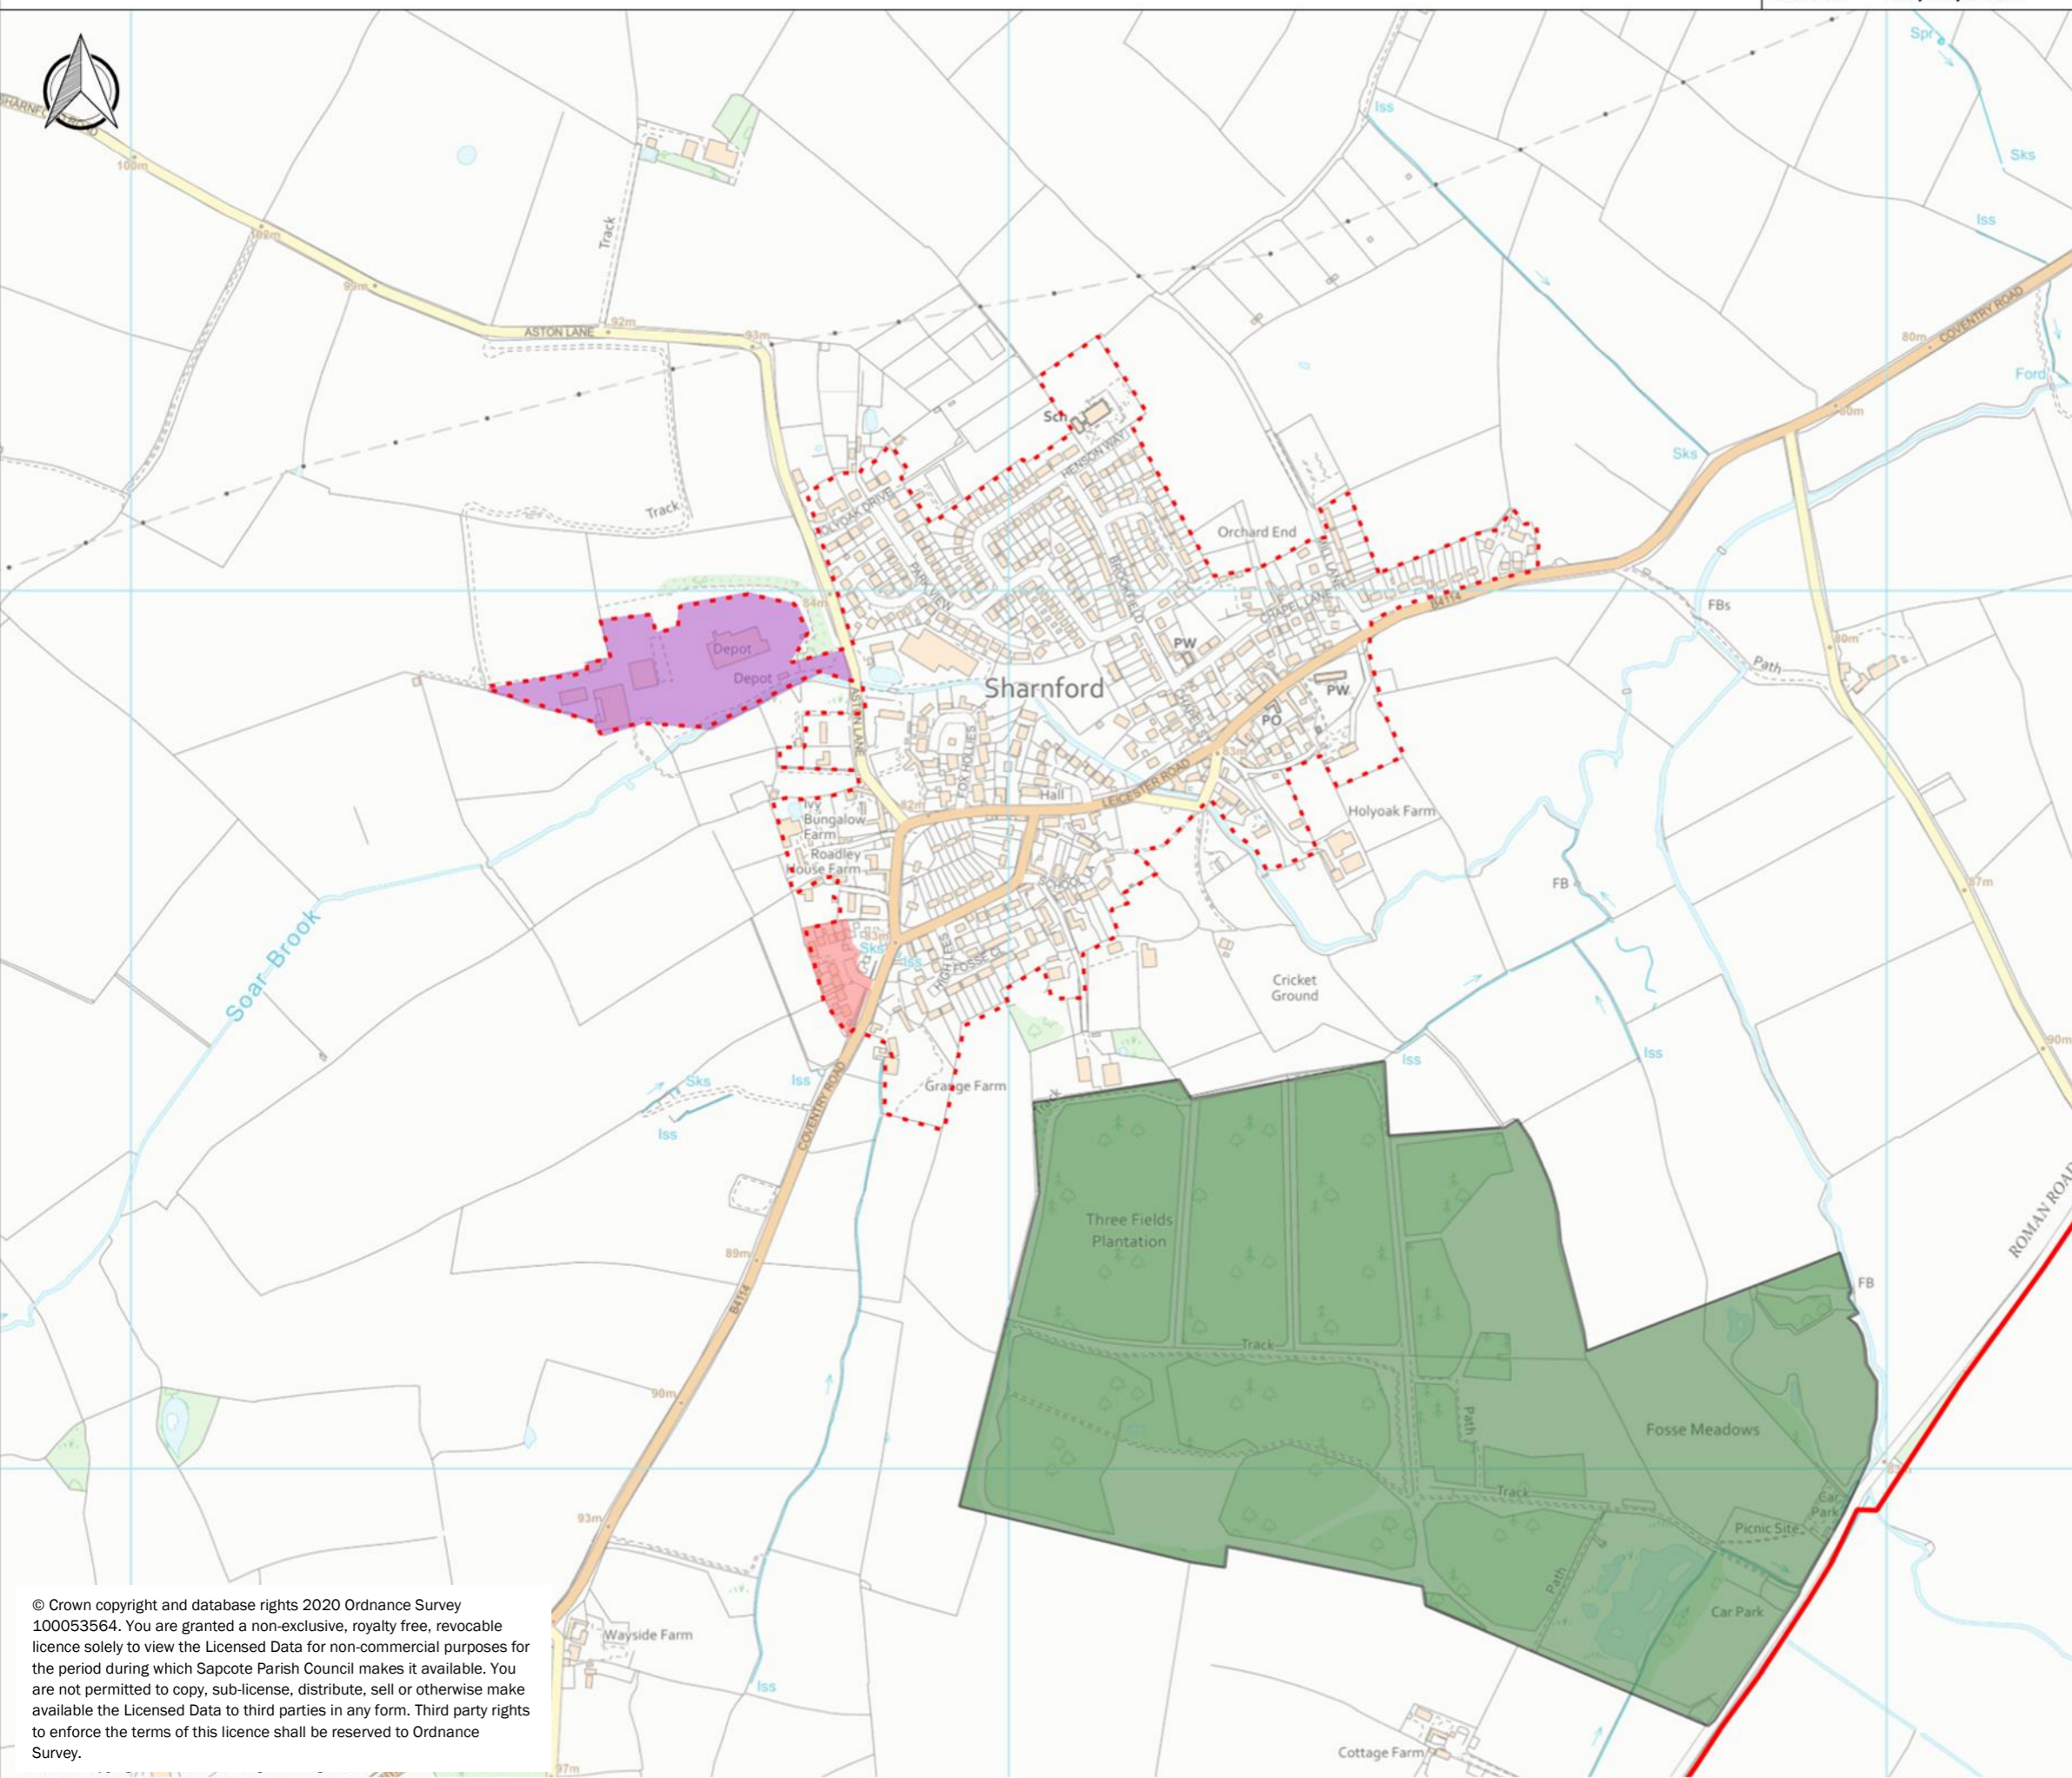 Spr
Iss
100m
Sks
Track
102m
Iss
99m
COVENTRY ROAD
80m
ASTON LANE
92m
93m
Ford
80m
Sch
HENSON WAY
Sks
Track
HOLYOAK DRIVE
Orchard End
MILL LANE
PARK VIEW
BROOKFIELD
CHAPEL LANE
B4114
84m
FBs
80m
PW
Path
Depot
Depot
Sharnford
PW
ASTON LANE
PO
83m
FOX HOLLIES
LEICESTER ROAD
Hall
82m
Ivy
Bungalow
Farm
Holyoak Farm
Roadley
House Farm
87m
FB
Soar Brook
83m
Sks
Iss
FOSSE CL
Cricket
Ground
90m
Iss
Iss
Iss
Sks
Grange Farm
Track
COVENTRY ROAD
Iss
ROMAN ROAD
Three Fields
Plantation
89m
FB
B4114
Track
90m
Path
Fosse Meadows
Track
Car
Park
93m
Picnic Site
Path
Car Park
Wayside Farm
Iss
Cottage Farm
97m
© Crown copyright and database rights 2020 Ordnance Survey
100053564. You are granted a non-exclusive, royalty free, revocable
licence solely to view the Licensed Data for non-commercial purposes for
the period during which Sapcote Parish Council makes it available. You
are not permitted to copy, sub-license, distribute, sell or otherwise make
available the Licensed Data to third parties in any form. Third party rights
to enforce the terms of this licence shall be reserved to Ordnance
Survey.